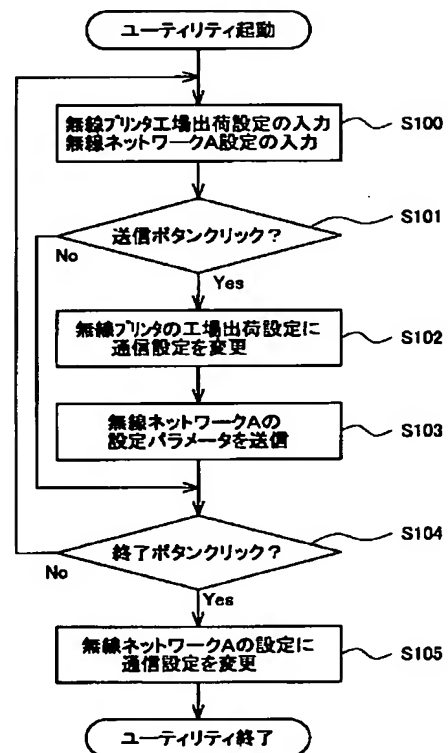 ユーティリティ起動
無線プリンタ工場出荷設定の入力
無線ネットワークA設定の入力
S100
送信ボタンクリック?
S101
No
Yes
無線プリンタの工場出荷設定に
通信設定を変更
S102
無線ネットワークAの
設定パラメータを送信
S103
終了ボタンクリック?
S104
No
Yes
無線ネットワークAの設定に
通信設定を変更
S105
ユーティリティ終了